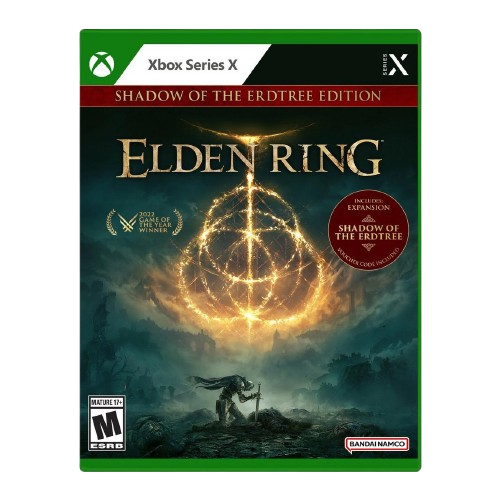 Xbox Series X
SERIES X
SHADOW OF THE ERDTREE EDITION
ELDEN RING
2022
GAME OF
THE YEAR
WINNER
INCLUDES:
EXPANSION
SHADOW OF
THE ERDTREE
VOUCHER CODE INCLUDED
MATURE 17+
M
ESRB
BANDAI NAMCO